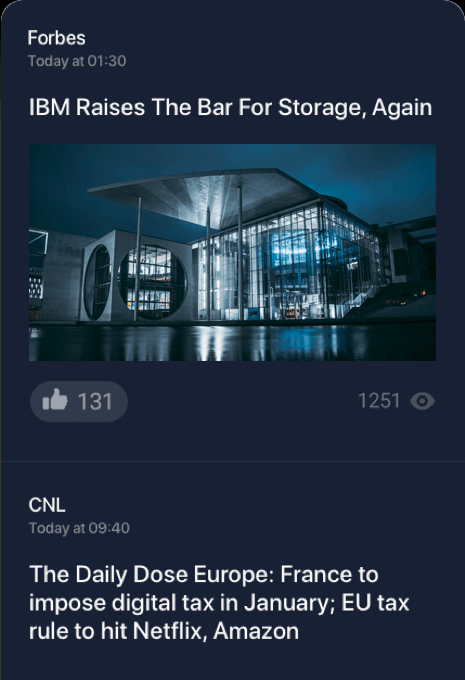 Forbes
Today at 01:30
IBM Raises The Bar For Storage, Again
131
1251
CNL
Today at 09:40
The Daily Dose Europe: France to
impose digital tax in January; EU tax
rule to hit Netflix, Amazon